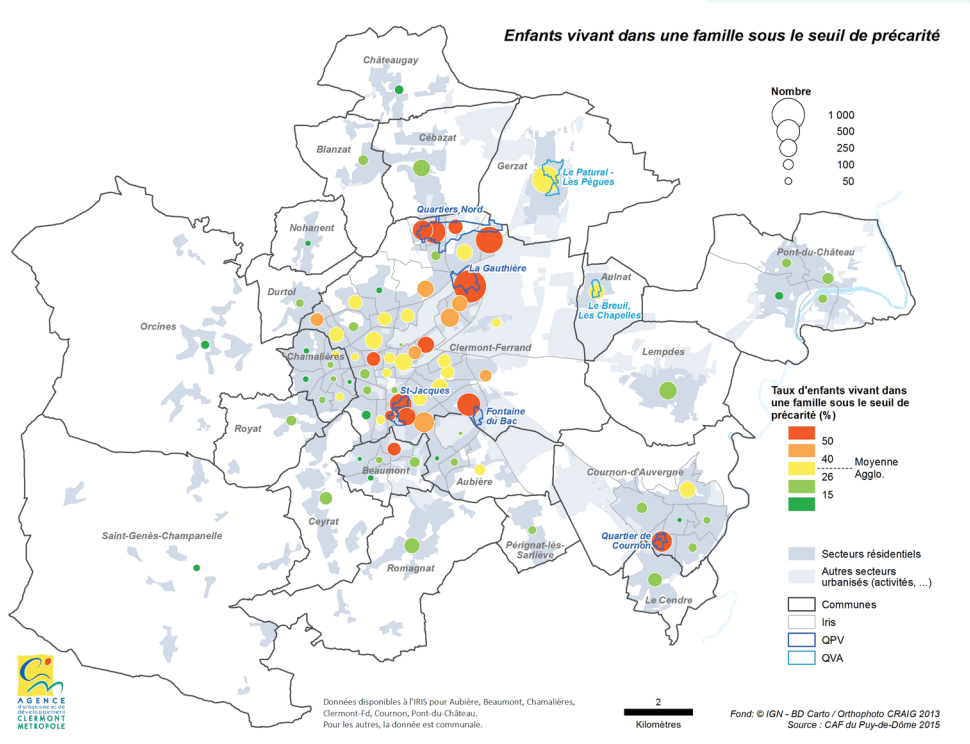 Enfants vivant dans une famille sous le seuil de précarité
Châteaugay
Nombre
1 000
500
250
100
50
Cébazat
Blanzat
Gerzat
Le Patural -
Les Pègues
Quartiers Nord
Nohanent
Pont-du-Château
La Gauthière
Aulnat
Durtol
Le Breuil,
Les Chapelles
Orcines
Clermont-Ferrand
Lempdes
Chamalières
St-Jacques
Fontaine
du Bac
Royat
Taux d'enfants vivant dans
une famille sous le seuil de
précarité (%)
50
40
26
15
Moyenne
Agglo.
Beaumont
Aubière
Cournon-d'Auvergne
Ceyrat
Saint-Genès-Champanelle
Quartier de
Cournon
Pérignat-lès-
Sarliève
Romagnat
Le Cendre
Secteurs résidentiels
Autres secteurs
urbanisés (activités, ...)
Communes
Iris
QPV
QVA
AGENCE
d'urbanisme et de
développement
CLERMONT
METROPOLE
Données disponibles à l'IRIS pour Aubière, Beaumont, Chamalières,
Clermont-Fd, Cournon, Pont-du-Château.
Pour les autres, la donnée est communale.
2
Kilomètres
Fond: © IGN - BD Carto / Orthophoto CRAIG 2013
Source : CAF du Puy-de-Dôme 2015